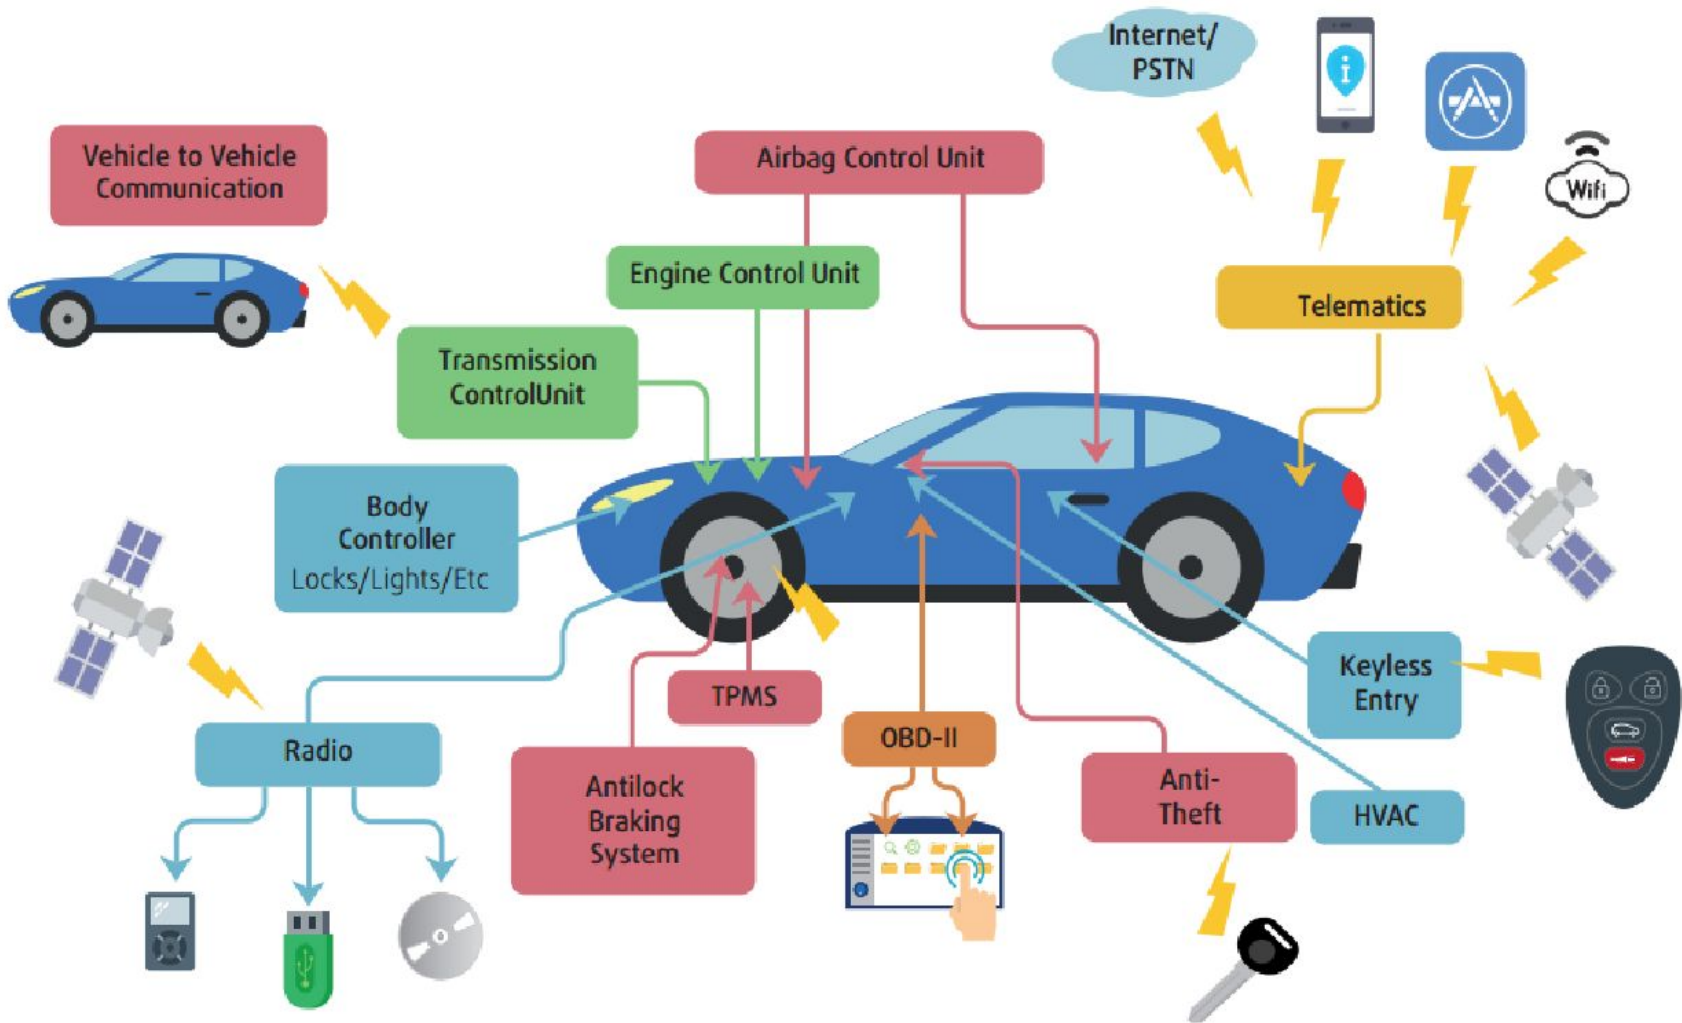 Internet/
PSTN
Wifi
Vehicle to Vehicle
Communication
Airbag Control Unit
Engine Control Unit
Telematics
Transmission
ControlUnit
Body
Controller
Locks/Lights/Etc
Keyless
Entry
TPMS
Radio
OBD-II
Antilock
Braking
System
Anti-
Theft
HVAC